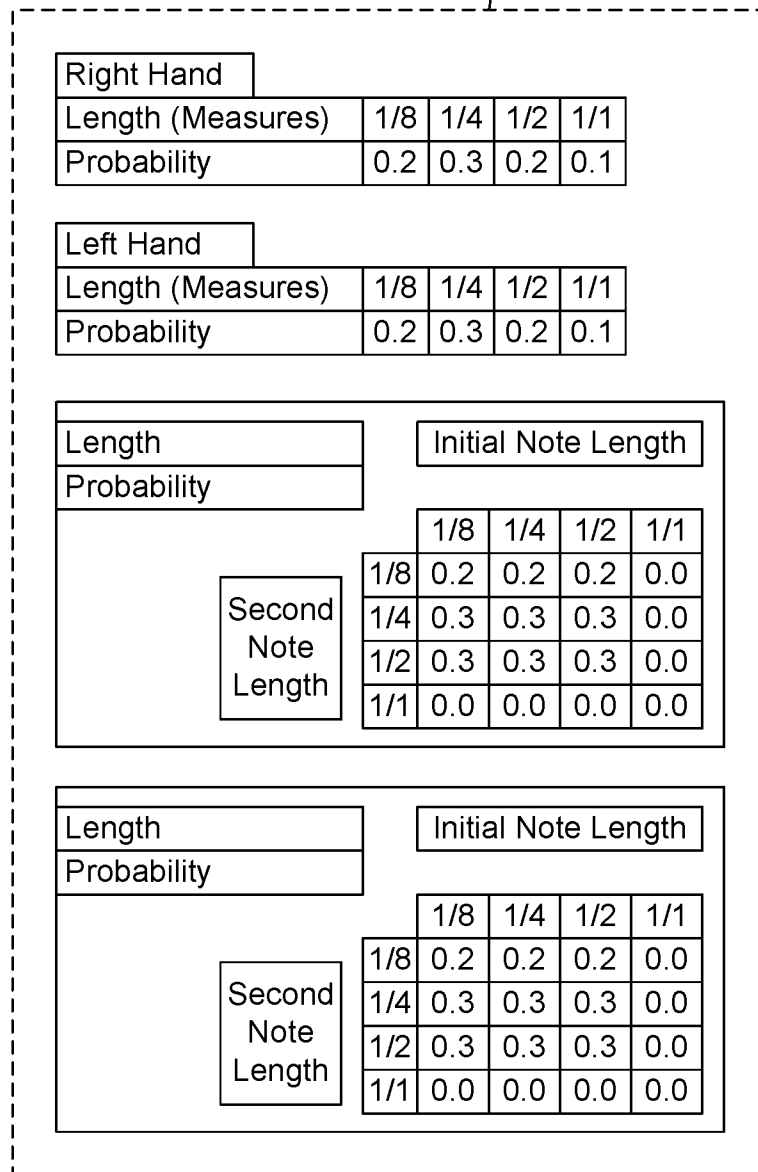 Right Hand
Length (Measures) 1/8 1/4 1/2 1/1
Probability 0.2 0.3 0.2 0.1
Left Hand
Length (Measures) 1/8 1/4 1/2 1/1
Probability 0.2 0.3 0.2 0.1
Length Initial Note Length
Probability
1/8 1/4 1/2 1/1
Second Note Length
1/8 0.2 0.2 0.2 0.0
1/4 0.3 0.3 0.3 0.0
1/2 0.3 0.3 0.3 0.0
1/1 0.0 0.0 0.0 0.0
Length Initial Note Length
Probability
1/8 1/4 1/2 1/1
Second Note Length
1/8 0.2 0.2 0.2 0.0
1/4 0.3 0.3 0.3 0.0
1/2 0.3 0.3 0.3 0.0
1/1 0.0 0.0 0.0 0.0